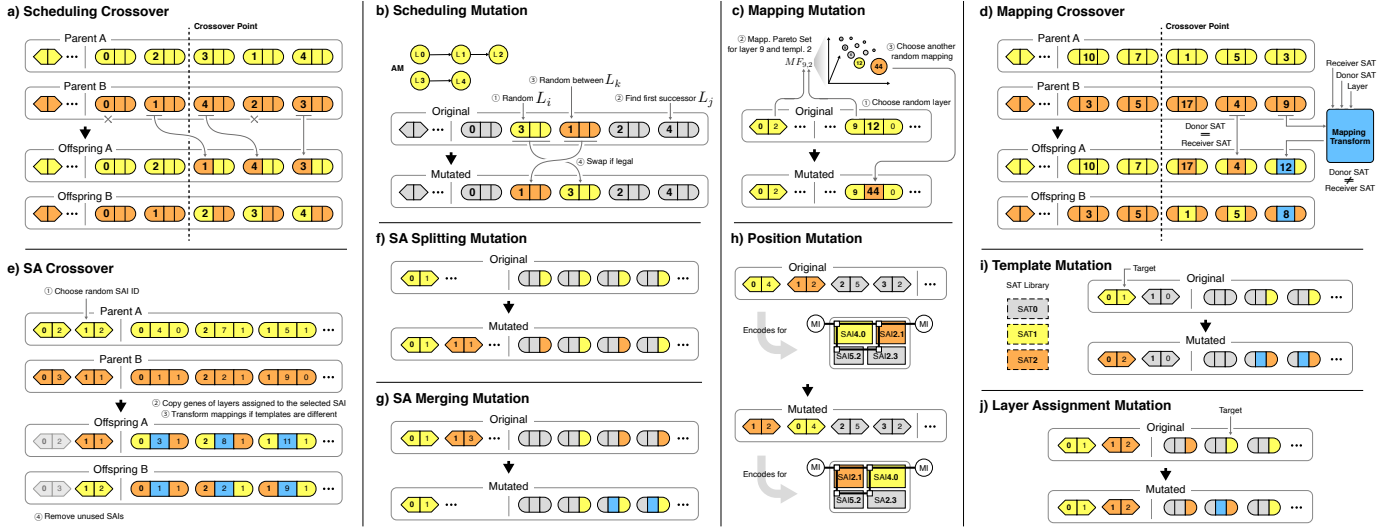 a) Scheduling Crossover
Crossover Point
Parent A
••• 0 2 3 1 4
Parent B
••• 0 1 4 2 3
Offspring A
••• 0 2 1 4 3
Offspring B
••• 0 1 2 3 4
b) Scheduling Mutation
AM
L0 L1 L2
L3 L4
③ Random between Lk
① Random Li
② Find first successor Lj
Original
••• 0 3 1 2 4
④ Swap if legal
Mutated
••• 0 1 3 2 4
c) Mapping Mutation
② Mapp. Pareto Set
for layer 9 and templ. 2
MF9,2
12 44
③ Choose another
random mapping
① Choose random layer
Original
0 2 ••• ••• 9 12 0
Mutated
0 2 ••• ••• 9 44 0
d) Mapping Crossover
Crossover Point
Parent A
••• 10 7 1 5 3
Parent B
••• 3 5 17 4 9
Receiver SAT
Donor SAT
Layer
Mapping
Transform
Donor SAT
=
Receiver SAT
Offspring A
••• 10 7 17 4 12
Donor SAT
≠
Receiver SAT
Offspring B
••• 3 5 1 5 8
e) SA Crossover
① Choose random SAI ID
Parent A
0 2 1 2 0 4 0 2 7 1 1 5 1 •••
Parent B
0 3 1 1 0 1 1 2 2 1 1 9 0 •••
② Copy genes of layers assigned to the selected SAI
③ Transform mappings if templates are different
Offspring A
0 2 1 1 0 3 1 2 8 1 1 11 1 •••
Offspring B
0 3 1 2 0 1 1 2 2 1 1 9 1 •••
④ Remove unused SAIs
f) SA Splitting Mutation
Original
0 1 ••• •••
Mutated
0 1 1 1 ••• •••
g) SA Merging Mutation
Original
0 1 1 3 ••• •••
Mutated
0 1 ••• •••
h) Position Mutation
Original
0 4 1 2 2 5 3 2 •••
Encodes for
MI SAI4.0 SAI2.1 MI
SAI5.2 SAI2.3
Mutated
1 2 0 4 2 5 3 2 •••
Encodes for
MI SAI2.1 SAI4.0 MI
SAI5.2 SA2.3
i) Template Mutation
Target
SAT Library
SAT0
SAT1
SAT2
Original
0 1 1 0 •••
Mutated
0 2 1 0 •••
j) Layer Assignment Mutation
Target
Original
0 1 1 2 •••
Mutated
0 1 1 2 •••